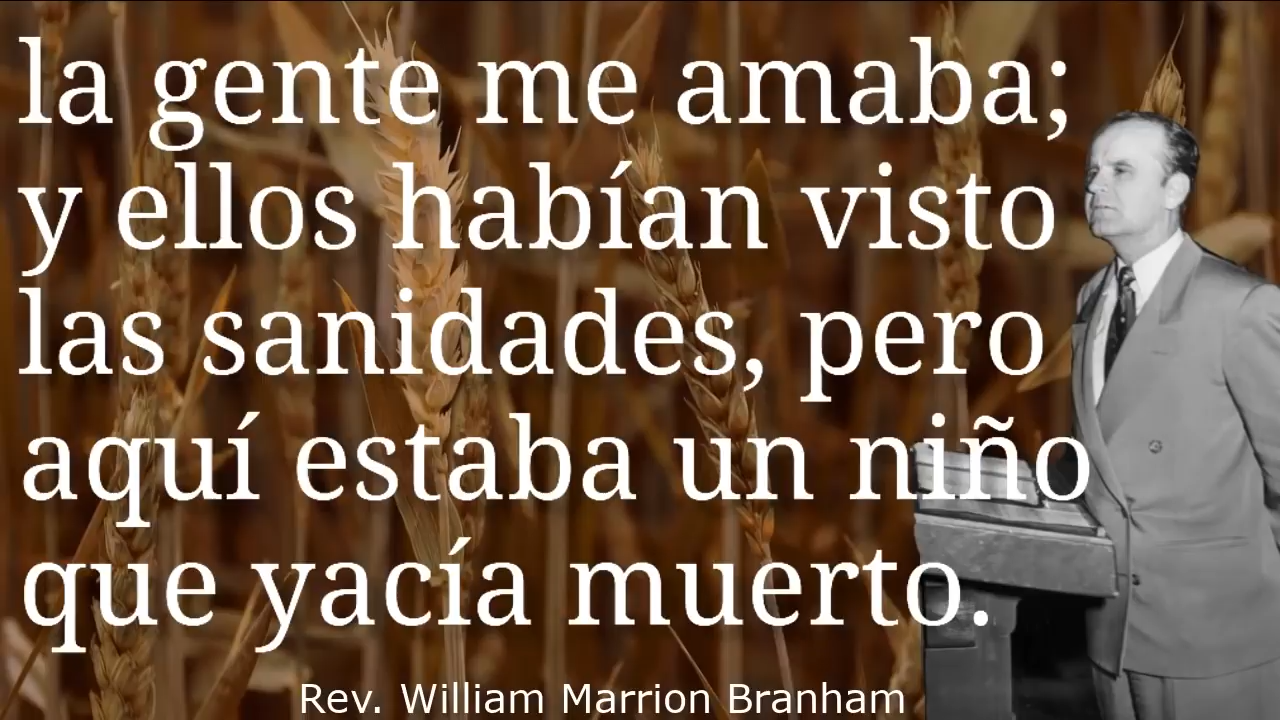 la gente me amaba;
y ellos habían visto
las sanidades, pero
aquí estaba un niño
que yacía muerto.
Rev. William Marrion Branham